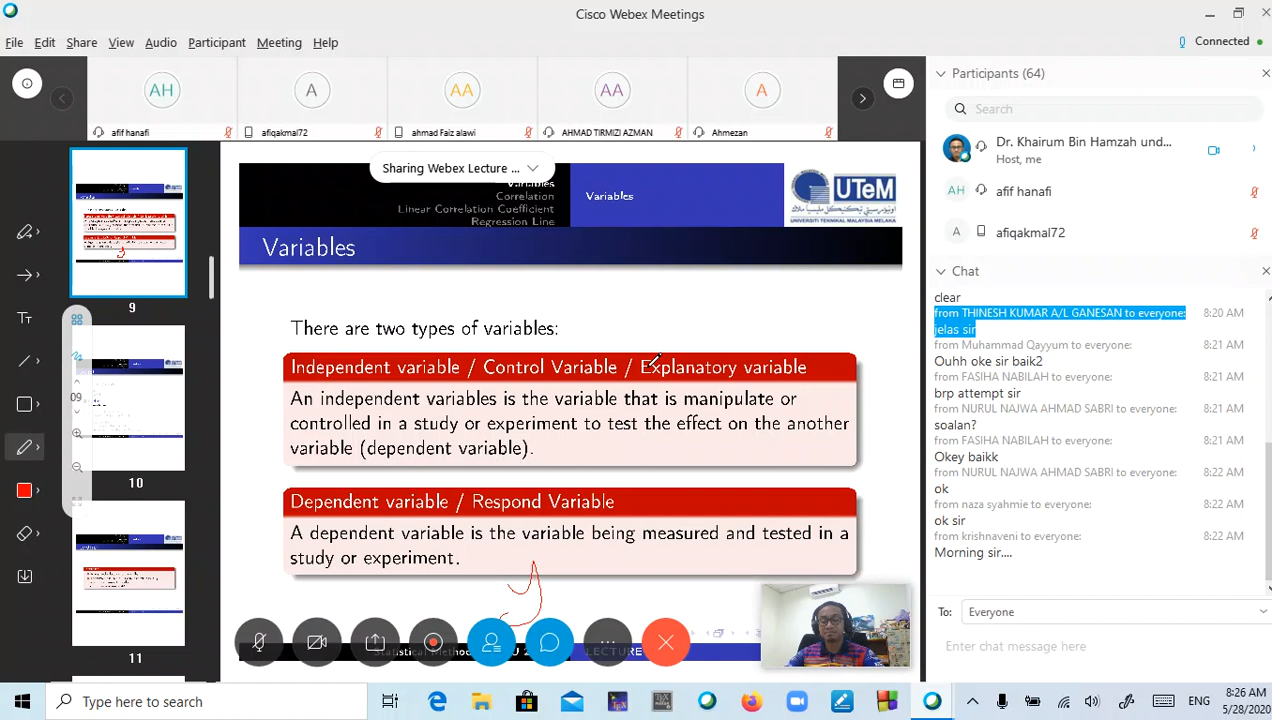 Cisco Webex Meetings
File Edit Share View Audio Participant Meeting Help
Connected
AH A AA AA A
afif hanafi afiqakmal72 ahmad Faiz alawi AHMAD TIRMIZI AZMAN Ahmezan
9
10
11
09
Sharing Webex Lecture ...
Variables
Correlation
Linear Correlation Coefficient
Regression Line
Variables
UTeM
UNIVERSITI TEKNIKAL MALAYSIA MELAKA
Variables
There are two types of variables:
Independent variable / Control Variable / Explanatory variable
An independent variables is the variable that is manipulate or
controlled in a study or experiment to test the effect on the another
variable (dependent variable).
Dependent variable / Respond Variable
A dependent variable is the variable being measured and tested in a
study or experiment.
Participants (64)
Search
Dr. Khairum Bin Hamzah und...
Host, me
AH afif hanafi
A afiqakmal72
Chat
clear
from THINESH KUMAR A/L GANESAN to everyone: 8:20 AM
jelas sir
from Muhammad Qayyum to everyone: 8:21 AM
Ouhh oke sir baik2
from FASIHA NABILAH to everyone: 8:21 AM
brp attempt sir
from NURUL NAJWA AHMAD SABRI to everyone: 8:21 AM
soalan?
from FASIHA NABILAH to everyone: 8:21 AM
Okey baikk
from NURUL NAJWA AHMAD SABRI to everyone: 8:22 AM
ok
from naza syahmie to everyone: 8:22 AM
ok sir
from krishnaveni to everyone: 8:22 AM
Morning sir....
To: Everyone
Enter chat message here
Type here to search
ENG
8:26 AM
5/28/2020